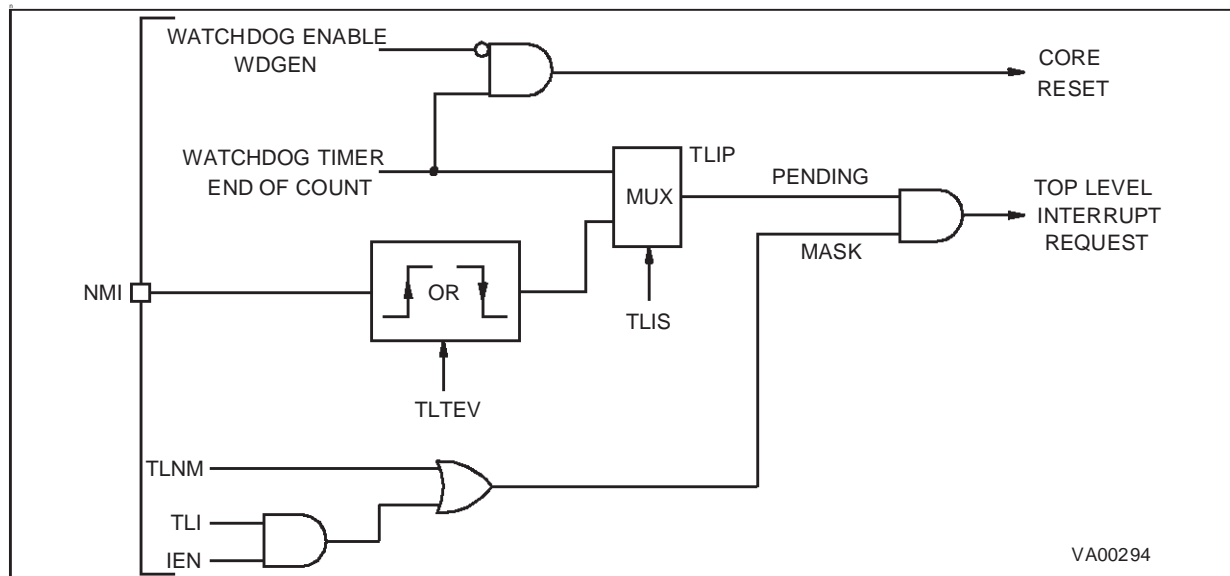 WATCHDOG ENABLE
WDGEN
CORE
RESET
WATCHDOG TIMER
END OF COUNT
TLIP
MUX
PENDING
TOP LEVEL
INTERRUPT
REQUEST
MASK
NMI
OR
TLIS
TLTEV
TLNM
TLI
IEN
VA00294